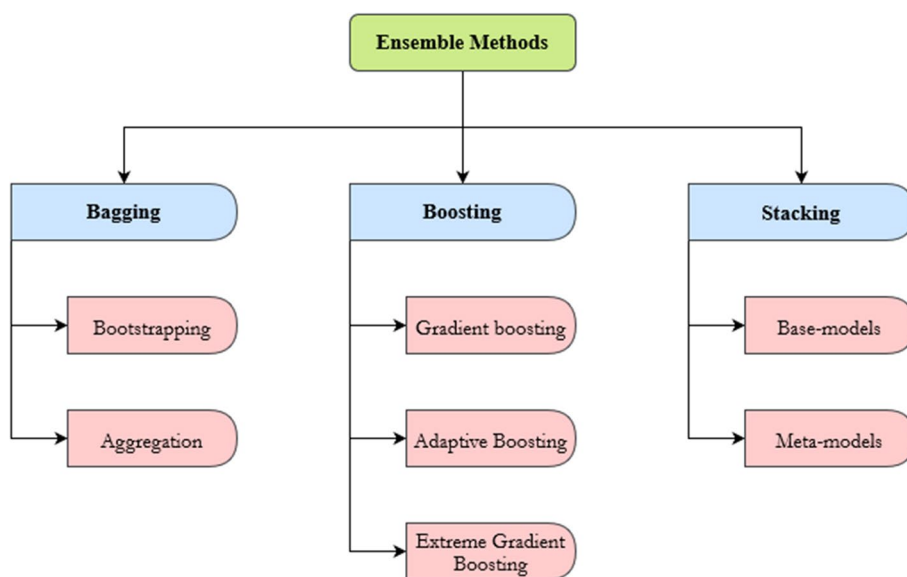 Ensemble Methods
Bagging
Boosting
Stacking
Bootstrapping
Gradient boosting
Base-models
Aggregation
Adaptive Boosting
Meta-models
Extreme Gradient
Boosting